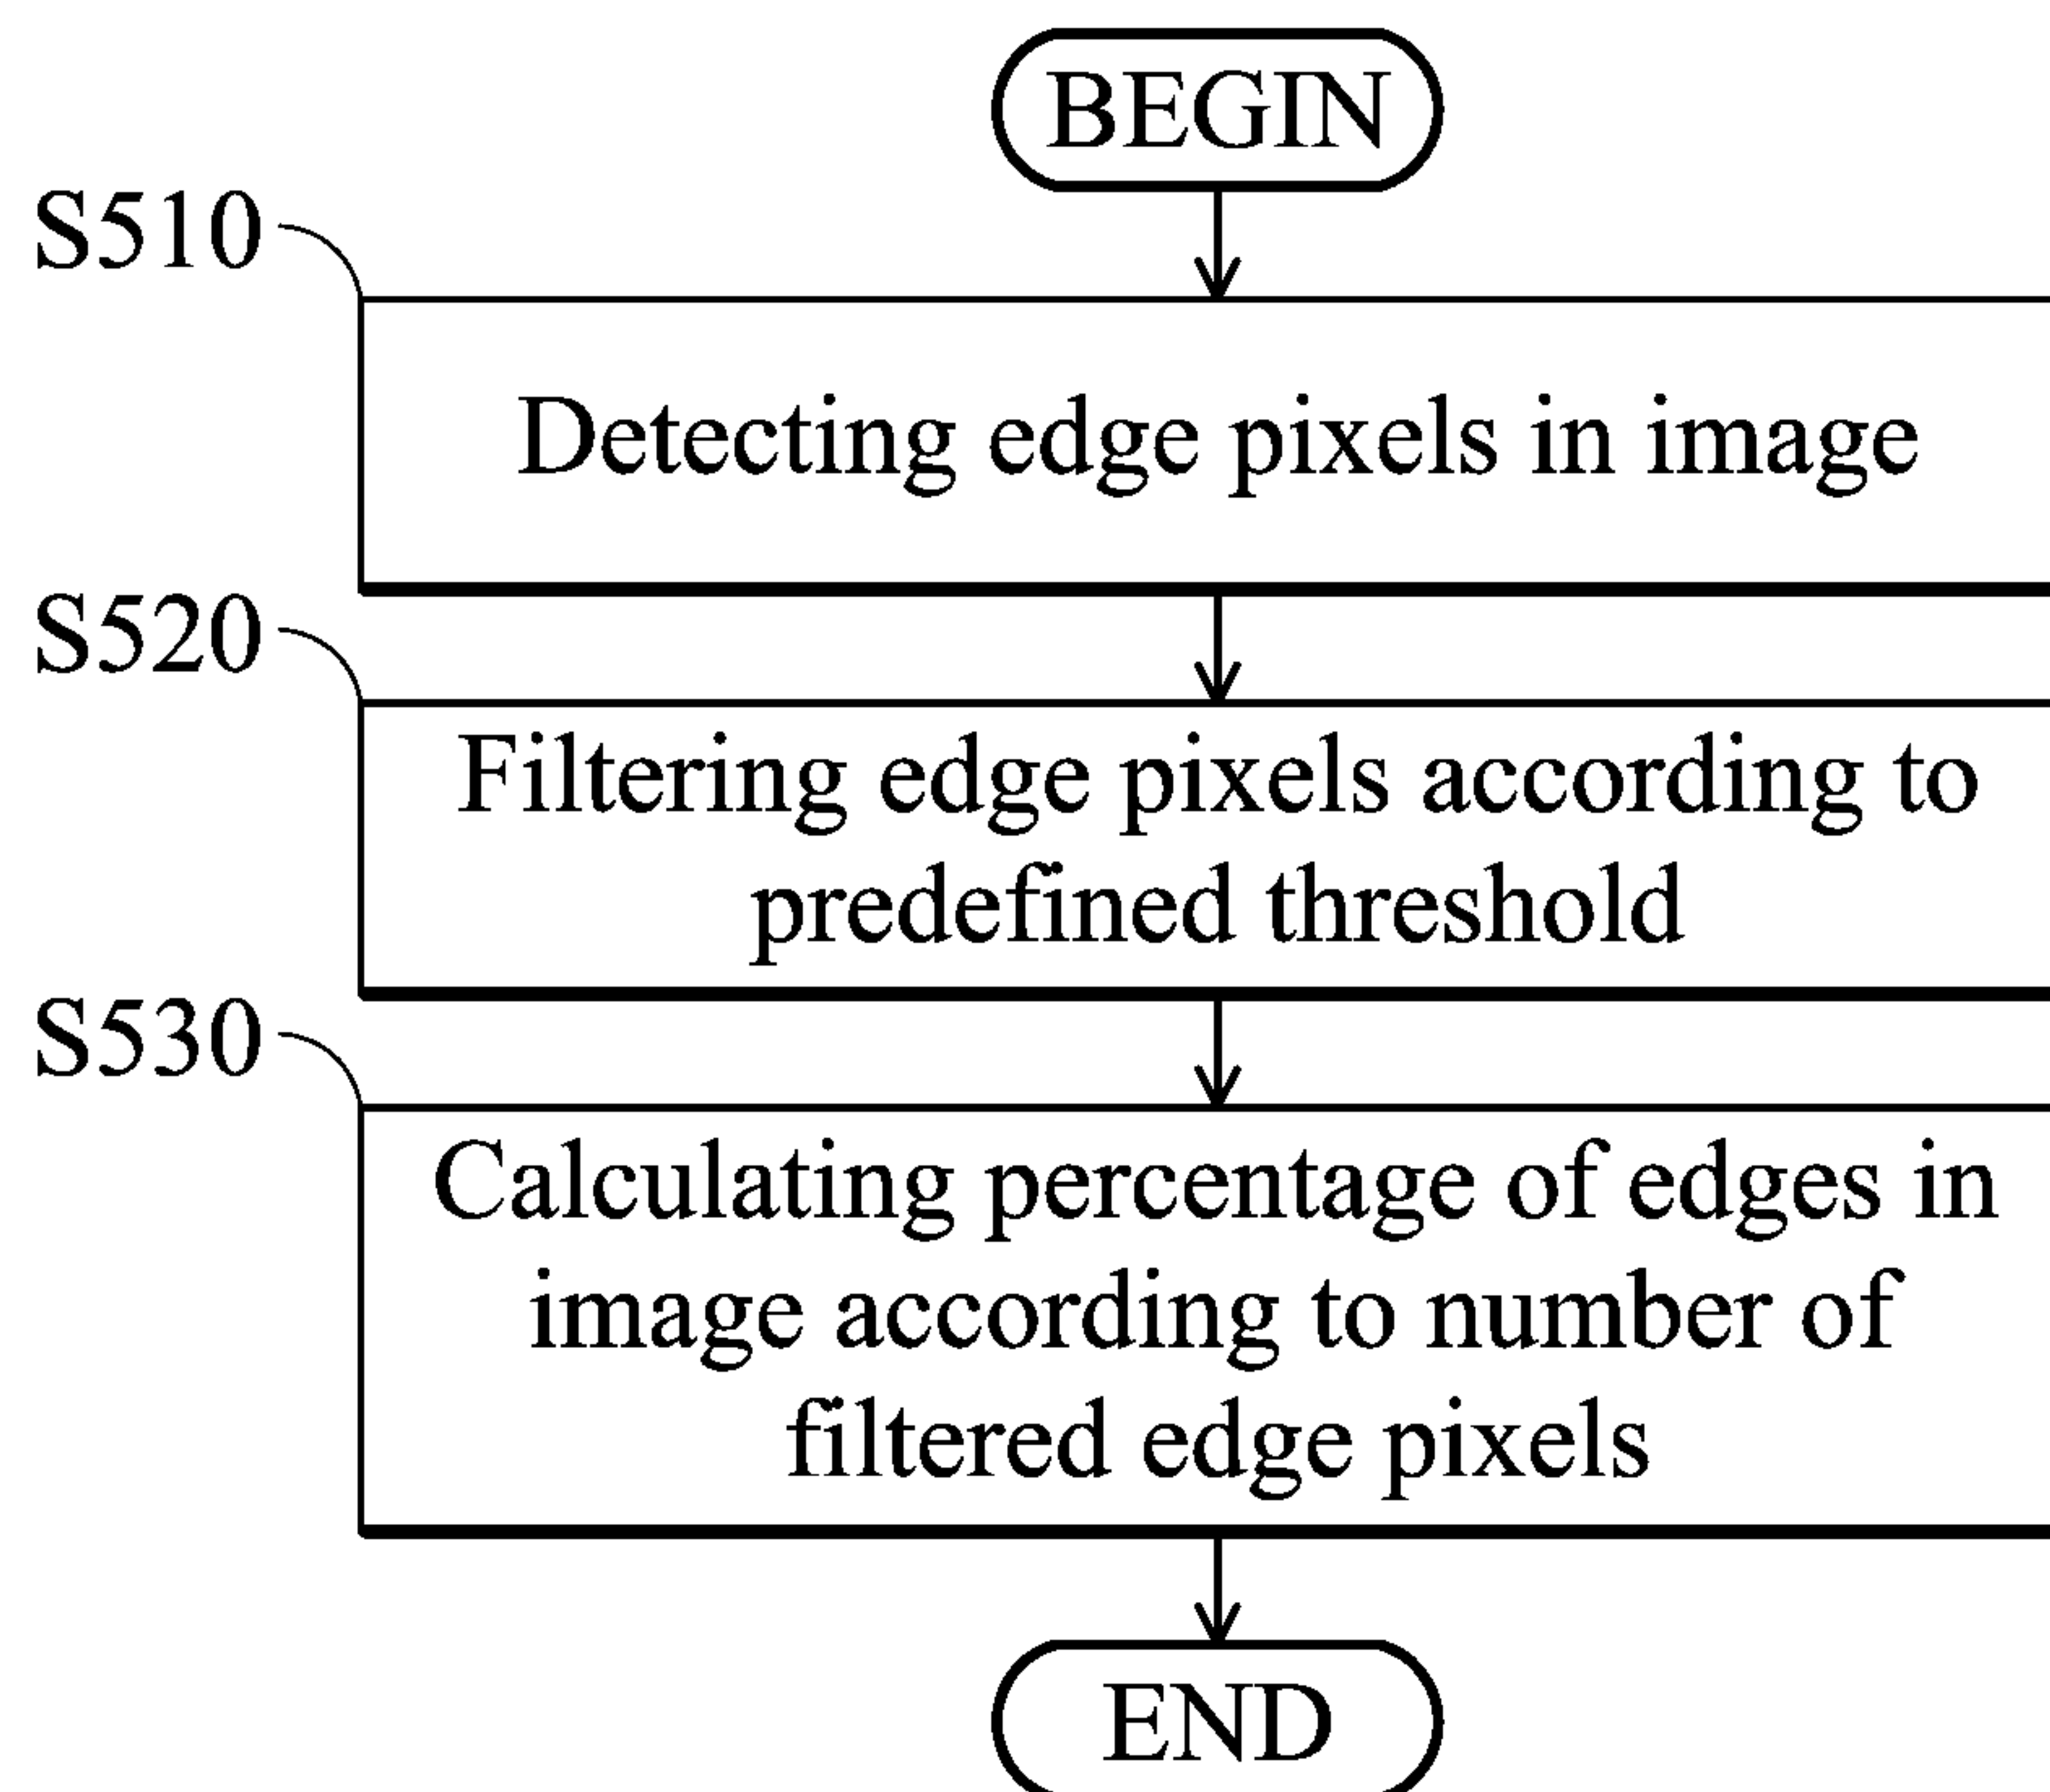 BEGIN
S510
Detecting edge pixels in image
S520
Filtering edge pixels according to
predefined threshold
S530
Calculating percentage of edges in
image according to number of
filtered edge pixels
END